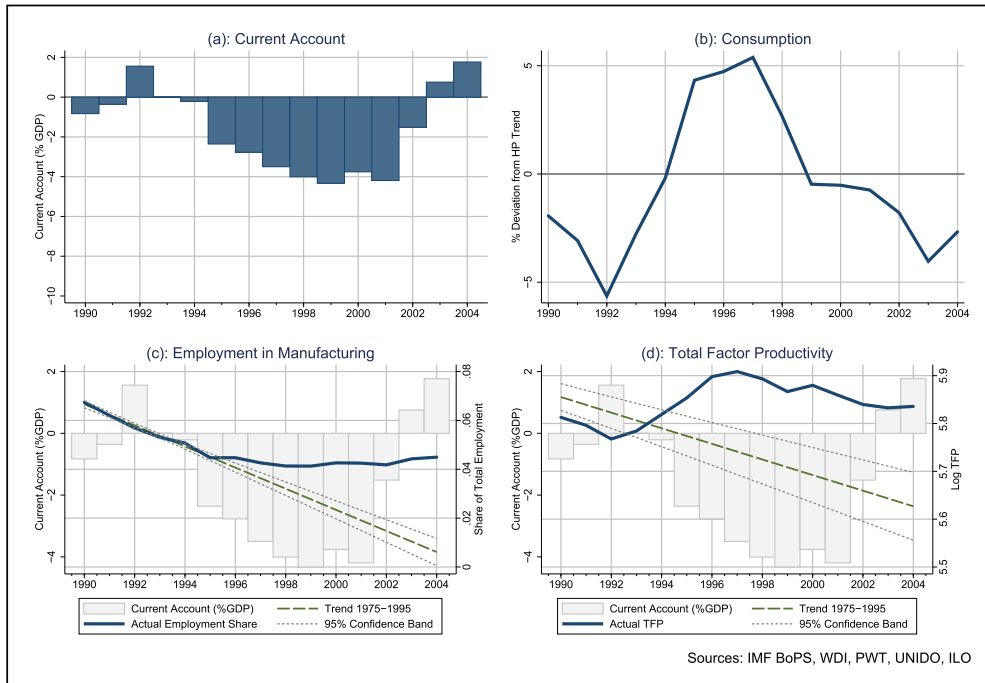 (a): Current Account
Current Account (% GDP)
2
0
−2
−4
−6
−8
−10
1990 1992 1994 1996 1998 2000 2002 2004
(b): Consumption
% Deviation from HP Trend
5
0
−5
1990 1992 1994 1996 1998 2000 2002 2004
(c): Employment in Manufacturing
Current Account (%GDP)
2
0
−2
−4
.08
.06
.04
.02
0
Share of Total Employment
1990 1992 1994 1996 1998 2000 2002 2004
Current Account (%GDP) Trend 1975−1995
Actual Employment Share 95% Confidence Band
(d): Total Factor Productivity
Current Account (%GDP)
2
0
−2
−4
5.9
5.8
5.7
5.6
5.5
Log TFP
1990 1992 1994 1996 1998 2000 2002 2004
Current Account (%GDP) Trend 1975−1995
Actual TFP 95% Confidence Band
Sources: IMF BoPS, WDI, PWT, UNIDO, ILO